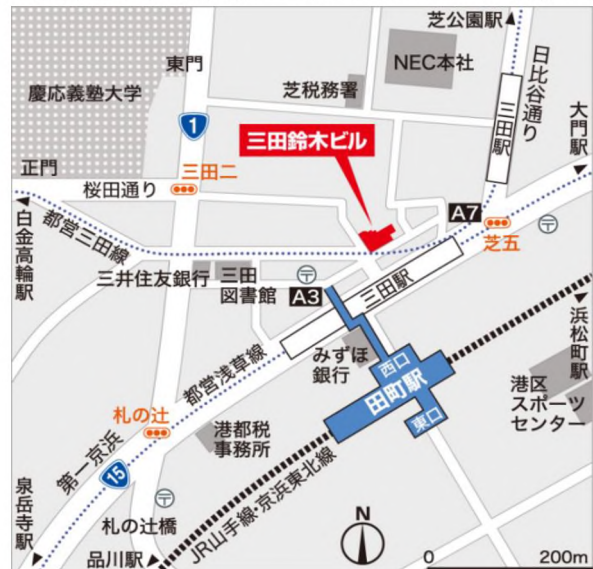 芝公園駅
東門
NEC本社
日比谷通り
慶応義塾大学
芝税務署
三田駅
大門駅
1
三田鈴木ビル
正門
三田二
桜田通り
A7
芝五
白金高輪駅
都営三田線
三井住友銀行
三田
図書館
A3
三田駅
浜松町駅
みずほ
銀行
西口
田町駅
東口
港区
スポーツ
センター
都営浅草線
札の辻
港都税
事務所
第一京浜
15
泉岳寺駅
札の辻橋
品川駅
JR山手線・京浜東北線
N
0
200m